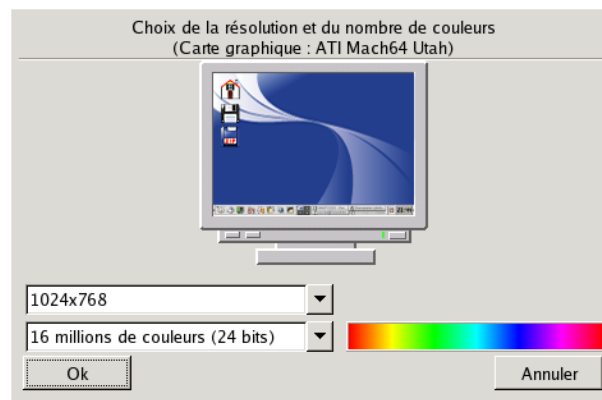 Choix de la résolution et du nombre de couleurs
(Carte graphique : ATI Mach64 Utah)
1024x768
16 millions de couleurs (24 bits)
Ok
Annuler